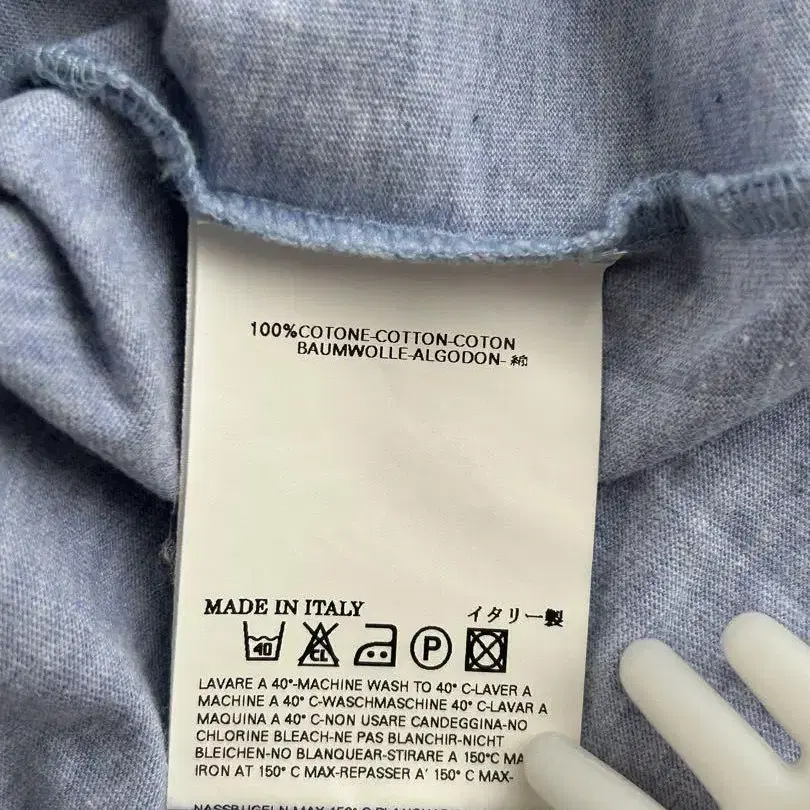 100%COTONE-COTTON-COTON
BAUMWOLLE-ALGODON-綿
MADE IN ITALY
イタリー製
40
CL
P
LAVARE A 40°-MACHINE WASH TO 40° C-LAVER A
MACHINE A 40° C-WASCHMASCHINE 40° C-LAVAR A
MAQUINA A 40° C-NON USARE CANDEGGINA-NO
CHLORINE BLEACH-NE PAS BLANCHIR-NICHT
BLEICHEN-NO BLANQUEAR-STIRARE A 150°C
IRON AT 150° C MAX-REPASSER A' 150° C MAX-